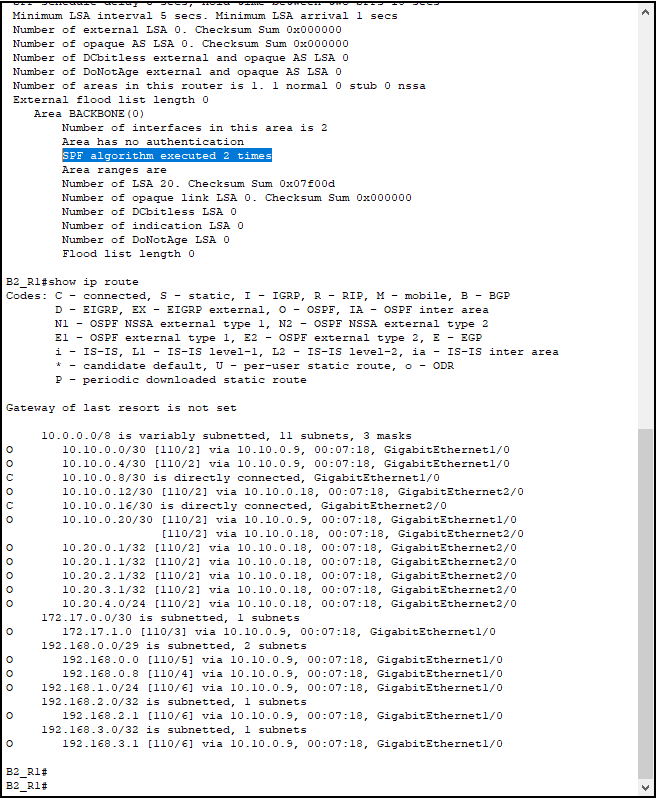 Minimum LSA interval 5 secs. Minimum LSA arrival 1 secs
Number of external LSA 0. Checksum Sum 0x000000
Number of opaque AS LSA 0. Checksum Sum 0x000000
Number of DCbitless external and opaque AS LSA 0
Number of DoNotAge external and opaque AS LSA 0
Number of areas in this router is 1. 1 normal 0 stub 0 nssa
External flood list length 0
Area BACKBONE(0)
Number of interfaces in this area is 2
Area has no authentication
SPF algorithm executed 2 times
Area ranges are
Number of LSA 20. Checksum Sum 0x07f00d
Number of opaque link LSA 0. Checksum Sum 0x000000
Number of DCbitless LSA 0
Number of indication LSA 0
Number of DoNotAge LSA 0
Flood list length 0
B2_R1#show ip route
Codes: C - connected, S - static, I - IGRP, R - RIP, M - mobile, B - BGP
D - EIGRP, EX - EIGRP external, O - OSPF, IA - OSPF inter area
N1 - OSPF NSSA external type 1, N2 - OSPF NSSA external type 2
E1 - OSPF external type 1, E2 - OSPF external type 2, E - EGP
i - IS-IS, L1 - IS-IS level-1, L2 - IS-IS level-2, ia - IS-IS inter area
* - candidate default, U - per-user static route, o - ODR
P - periodic downloaded static route
Gateway of last resort is not set
10.0.0.0/8 is variably subnetted, 11 subnets, 3 masks
O 10.10.0.0/30 [110/2] via 10.10.0.9, 00:07:18, GigabitEthernet1/0
O 10.10.0.4/30 [110/2] via 10.10.0.9, 00:07:18, GigabitEthernet1/0
C 10.10.0.8/30 is directly connected, GigabitEthernet1/0
O 10.10.0.12/30 [110/2] via 10.10.0.18, 00:07:18, GigabitEthernet2/0
C 10.10.0.16/30 is directly connected, GigabitEthernet2/0
O 10.10.0.20/30 [110/2] via 10.10.0.9, 00:07:18, GigabitEthernet1/0
[110/2] via 10.10.0.18, 00:07:18, GigabitEthernet2/0
O 10.20.0.1/32 [110/2] via 10.10.0.18, 00:07:18, GigabitEthernet2/0
O 10.20.1.1/32 [110/2] via 10.10.0.18, 00:07:18, GigabitEthernet2/0
O 10.20.2.1/32 [110/2] via 10.10.0.18, 00:07:18, GigabitEthernet2/0
O 10.20.3.1/32 [110/2] via 10.10.0.18, 00:07:18, GigabitEthernet2/0
O 10.20.4.0/24 [110/2] via 10.10.0.18, 00:07:18, GigabitEthernet2/0
172.17.0.0/30 is subnetted, 1 subnets
O 172.17.1.0 [110/3] via 10.10.0.9, 00:07:18, GigabitEthernet1/0
192.168.0.0/29 is subnetted, 2 subnets
O 192.168.0.0 [110/5] via 10.10.0.9, 00:07:18, GigabitEthernet1/0
O 192.168.0.8 [110/4] via 10.10.0.9, 00:07:18, GigabitEthernet1/0
O 192.168.1.0/24 [110/6] via 10.10.0.9, 00:07:18, GigabitEthernet1/0
192.168.2.0/32 is subnetted, 1 subnets
O 192.168.2.1 [110/6] via 10.10.0.9, 00:07:18, GigabitEthernet1/0
192.168.3.0/32 is subnetted, 1 subnets
O 192.168.3.1 [110/6] via 10.10.0.9, 00:07:18, GigabitEthernet1/0
B2_R1#
B2_R1#